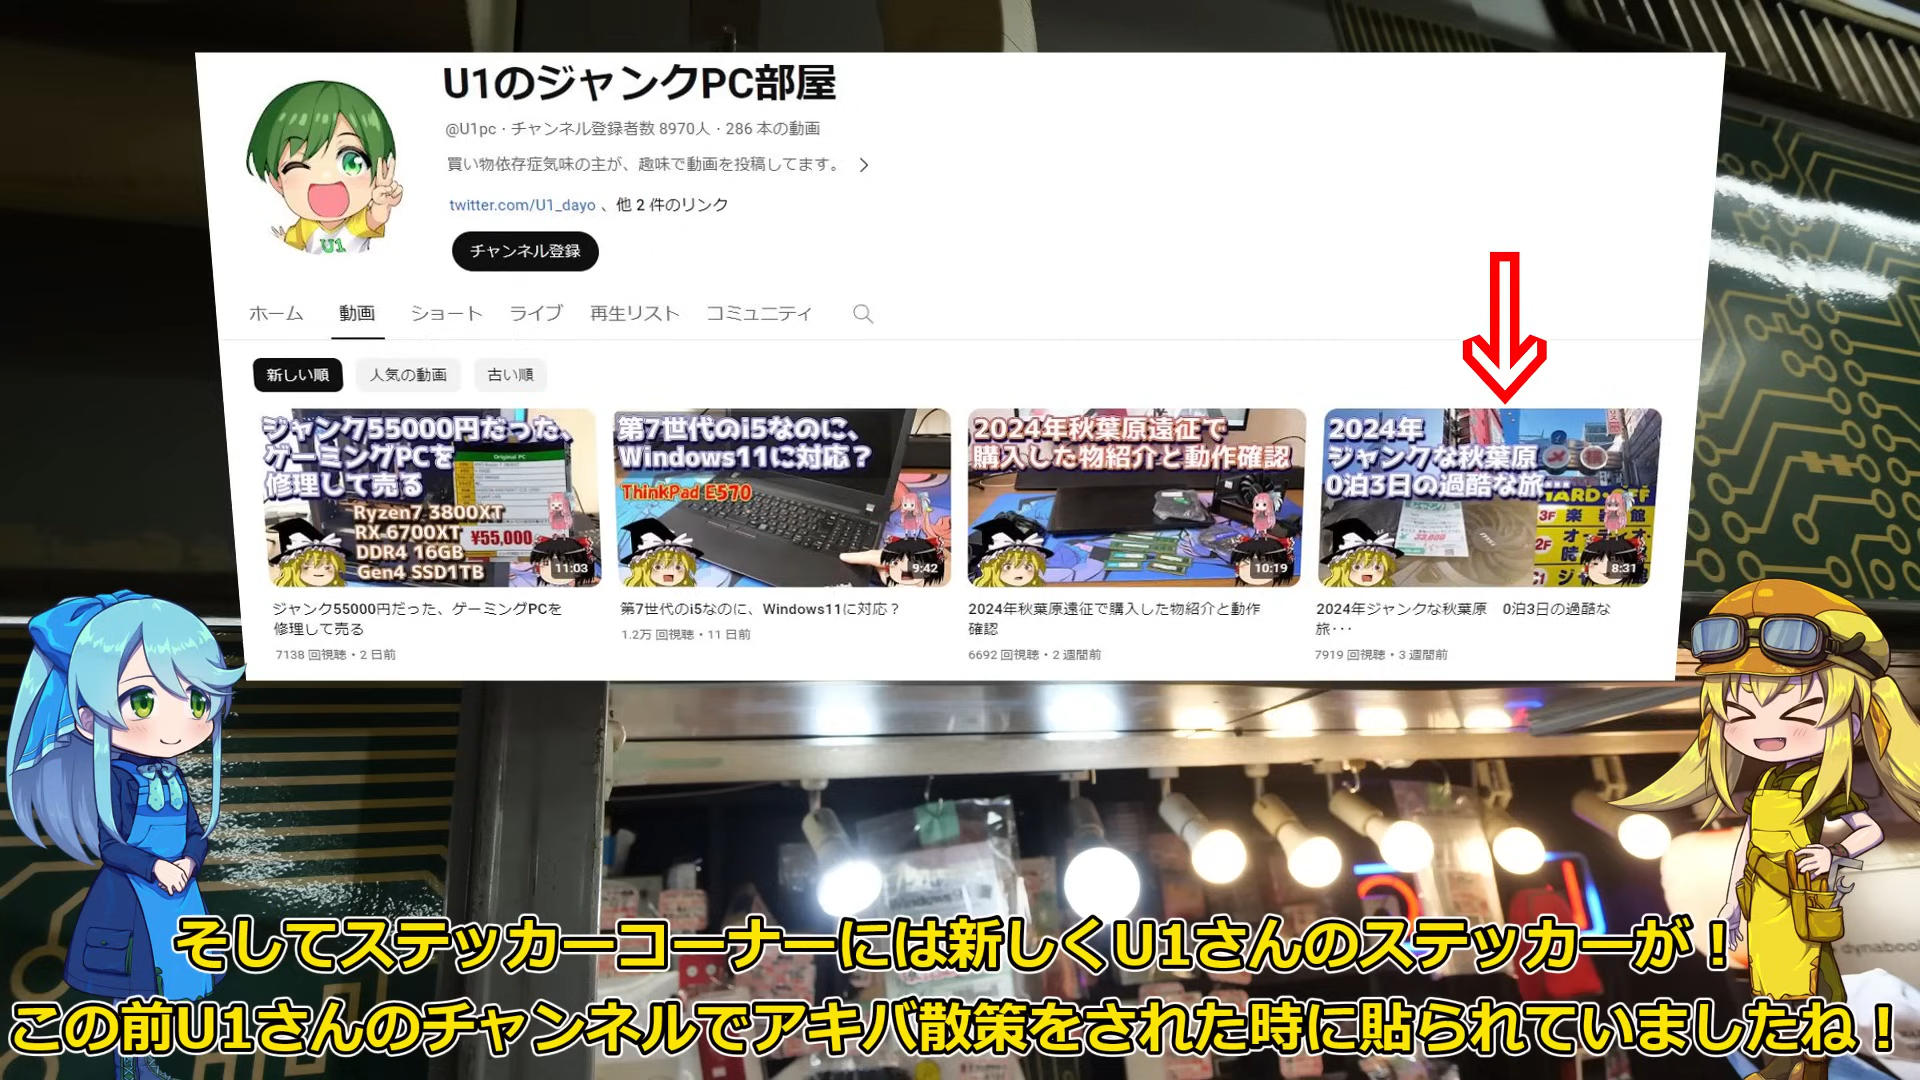 U1のジャンクPC部屋
@U1pc・チャンネル登録者数 8970人・286 本の動画
買い物依存症気味の主が、趣味で動画を投稿してます。
twitter.com/U1_dayo 、他 2 件のリンク
チャンネル登録
U1
ホーム 動画 ショート ライブ 再生リスト コミュニティ
新しい順 人気の動画 古い順
ジャンク55000円だった、
ゲーミングPCを
修理して売る
Original PC
Ryzen7 3800XT
RX 6700XT
DDR4 16GB
Gen4 SSD1TB
¥55,000
11:03
第7世代のi5なのに、
Windows11に対応？
ThinkPad E570
9:42
2024年秋葉原遠征で
購入した物紹介と動作確認
10:19
2024年
ジャンクな秋葉原
0泊3日の過酷な旅…
HARD・OFF
3F
2F
33,000
8:31
ジャンク55000円だった、ゲーミングPCを
修理して売る
7138 回視聴・2 日前
第7世代のi5なのに、Windows11に対応？
1.2万 回視聴・11 日前
2024年秋葉原遠征で購入した物紹介と動作
確認
6692 回視聴・2 週間前
2024年ジャンクな秋葉原　0泊3日の過酷な
旅･･･
7919 回視聴・3 週間前
そしてステッカーコーナーには新しくU1さんのステッカーが！
この前U1さんのチャンネルでアキバ散策をされた時に貼られていましたね！